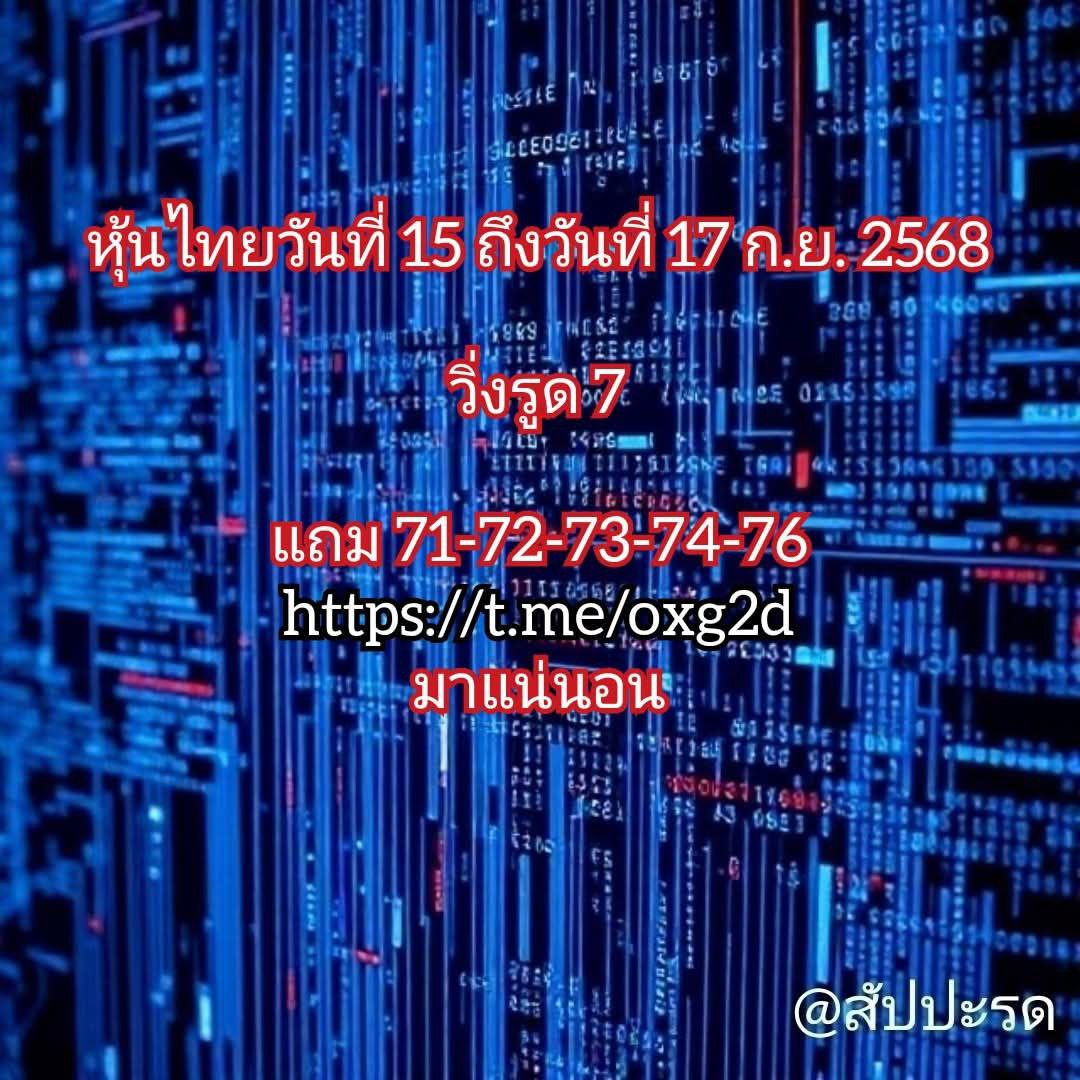 หุ้นไทยวันที่ 15 ถึงวันที่ 17 ก.ย. 2568
วิ่งรูด 7
แถม 71-72-73-74-76
https://t.me/oxg2d
มาแน่นอน
@สัปปะรด